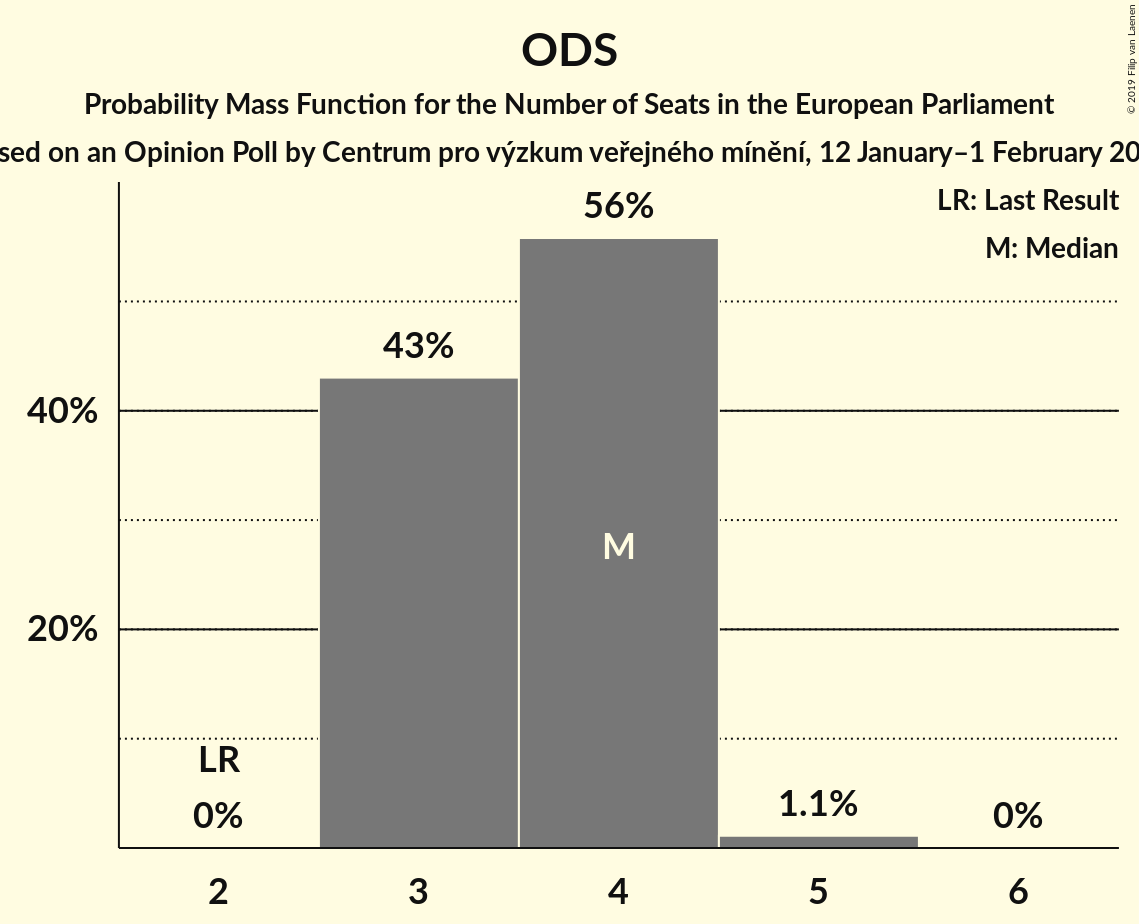 ODS
Probability Mass Function for the Number of Seats in the European Parliament
sed on an Opinion Poll by Centrum pro výzkum veřejného mínění, 12 January–1 February 20
© 2019 Filip van Laenen
LR: Last Result
M: Median
56%
43%
40%
M
20%
LR
0%
1.1%
0%
2
3
4
5
6